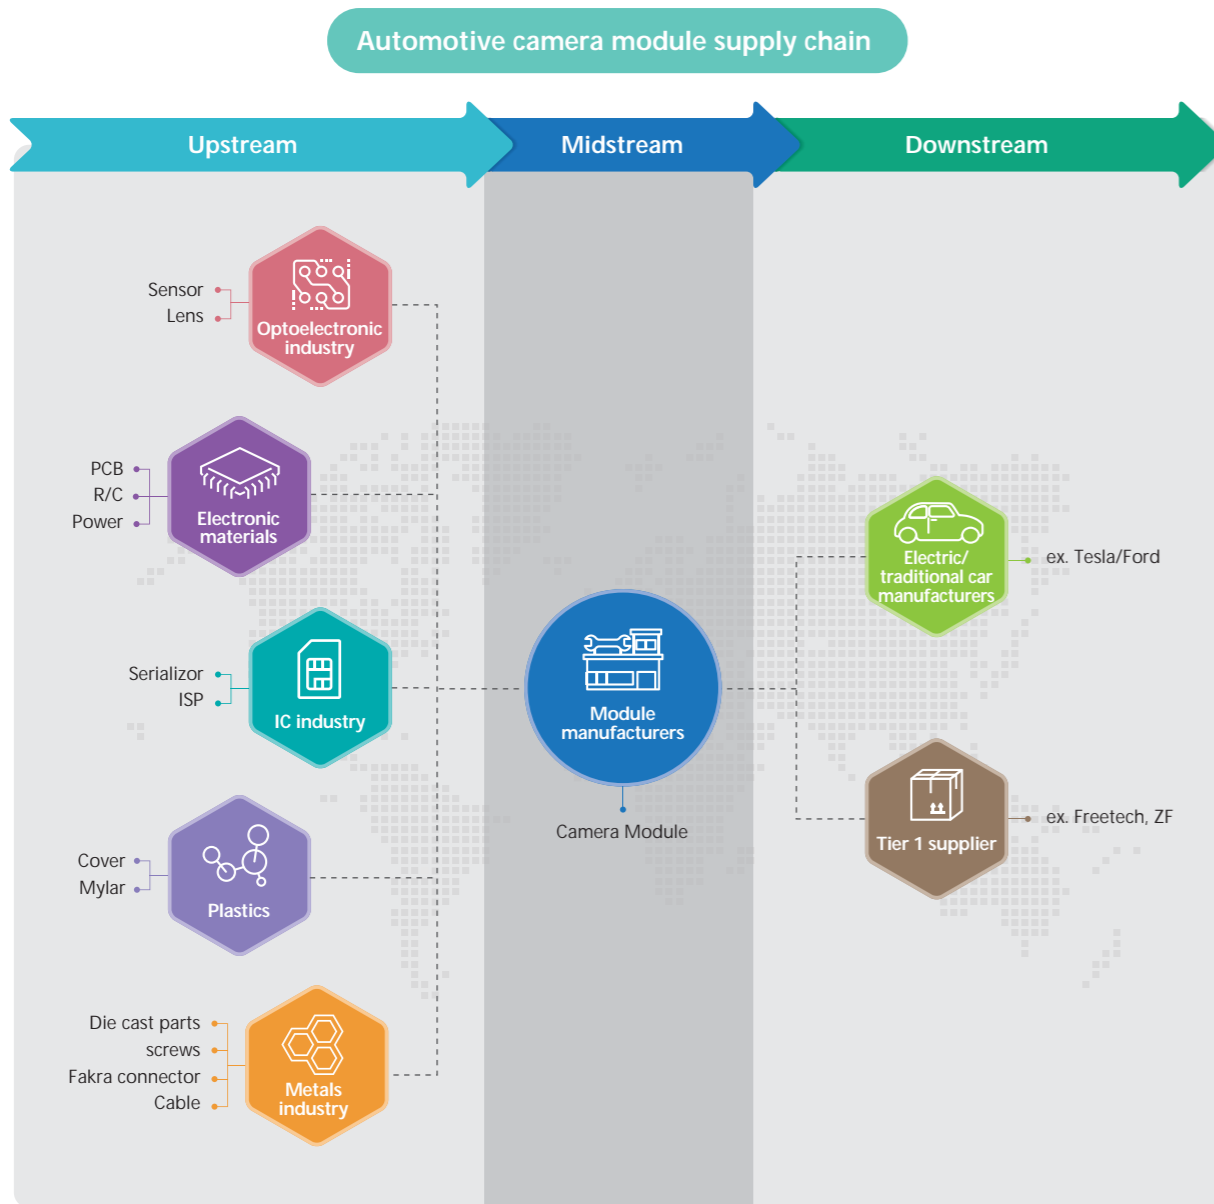 Automotive camera module supply chain
Upstream
Midstream
Downstream
Sensor
Lens
Optoelectronic
industry
PCB
R/C
Power
Electronic
materials
Serializor
ISP
IC industry
Cover
Mylar
Plastics
Die cast parts
screws
Fakra connector
Cable
Metals
industry
Module
manufacturers
Camera Module
Electric/
traditional car
manufacturers
ex. Tesla/Ford
Tier 1 supplier
ex. Freetech, ZF